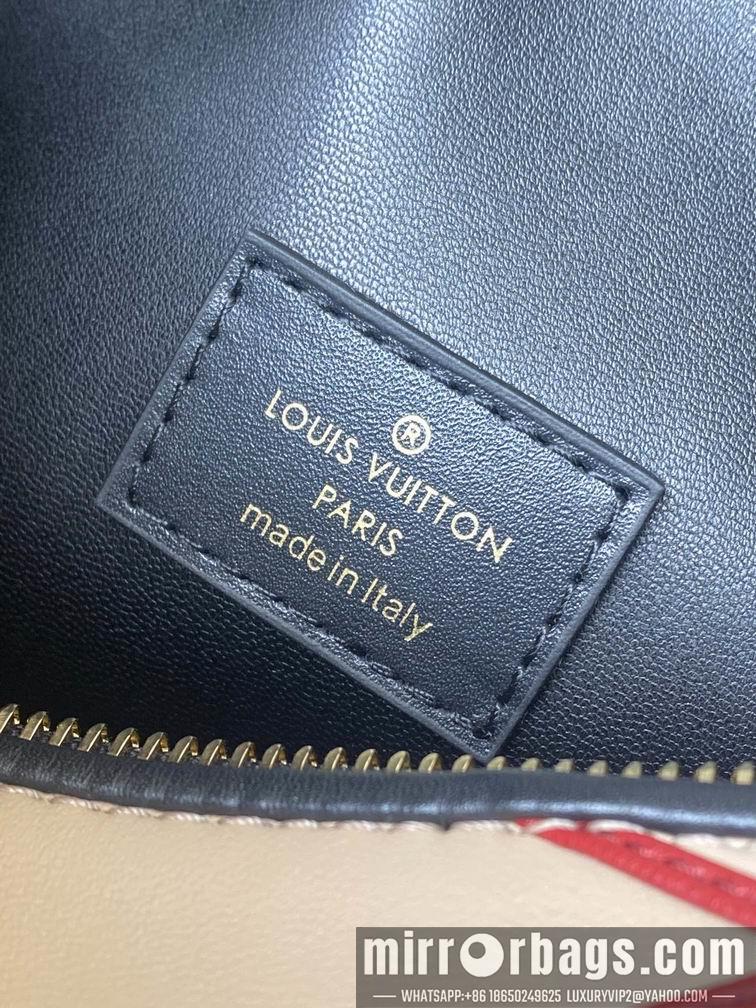 ®
LOUIS VUITTON
PARIS
made in Italy
mirrorbags.com
WHATSAPP:+86 18650249625 LUXURYVIP2@YAHOO.COM